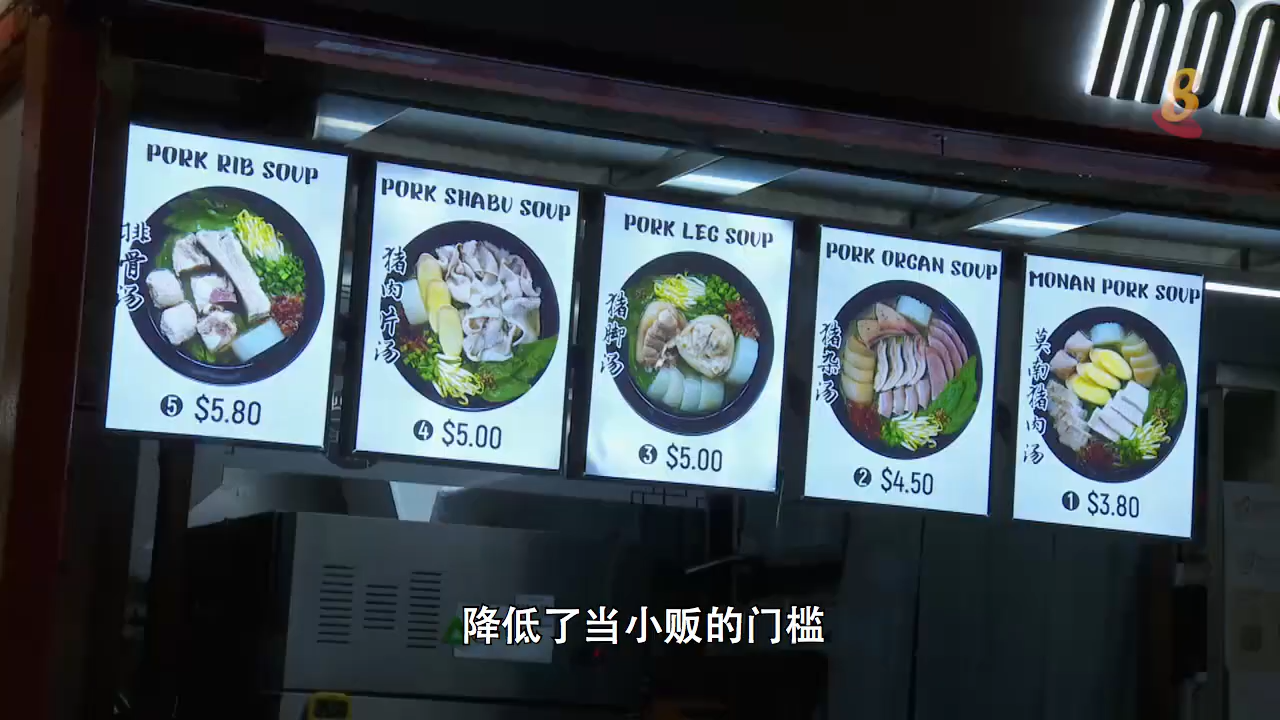 PORK RIB SOUP
排骨汤
5 $5.80
PORK SHABU SOUP
猪肉片汤
4 $5.00
PORK LEG SOUP
猪脚汤
3 $5.00
PORK ORGAN SOUP
猪杂汤
2 $4.50
MONAN PORK SOUP
莫南猪肉汤
1 $3.80
降低了当小贩的门槛